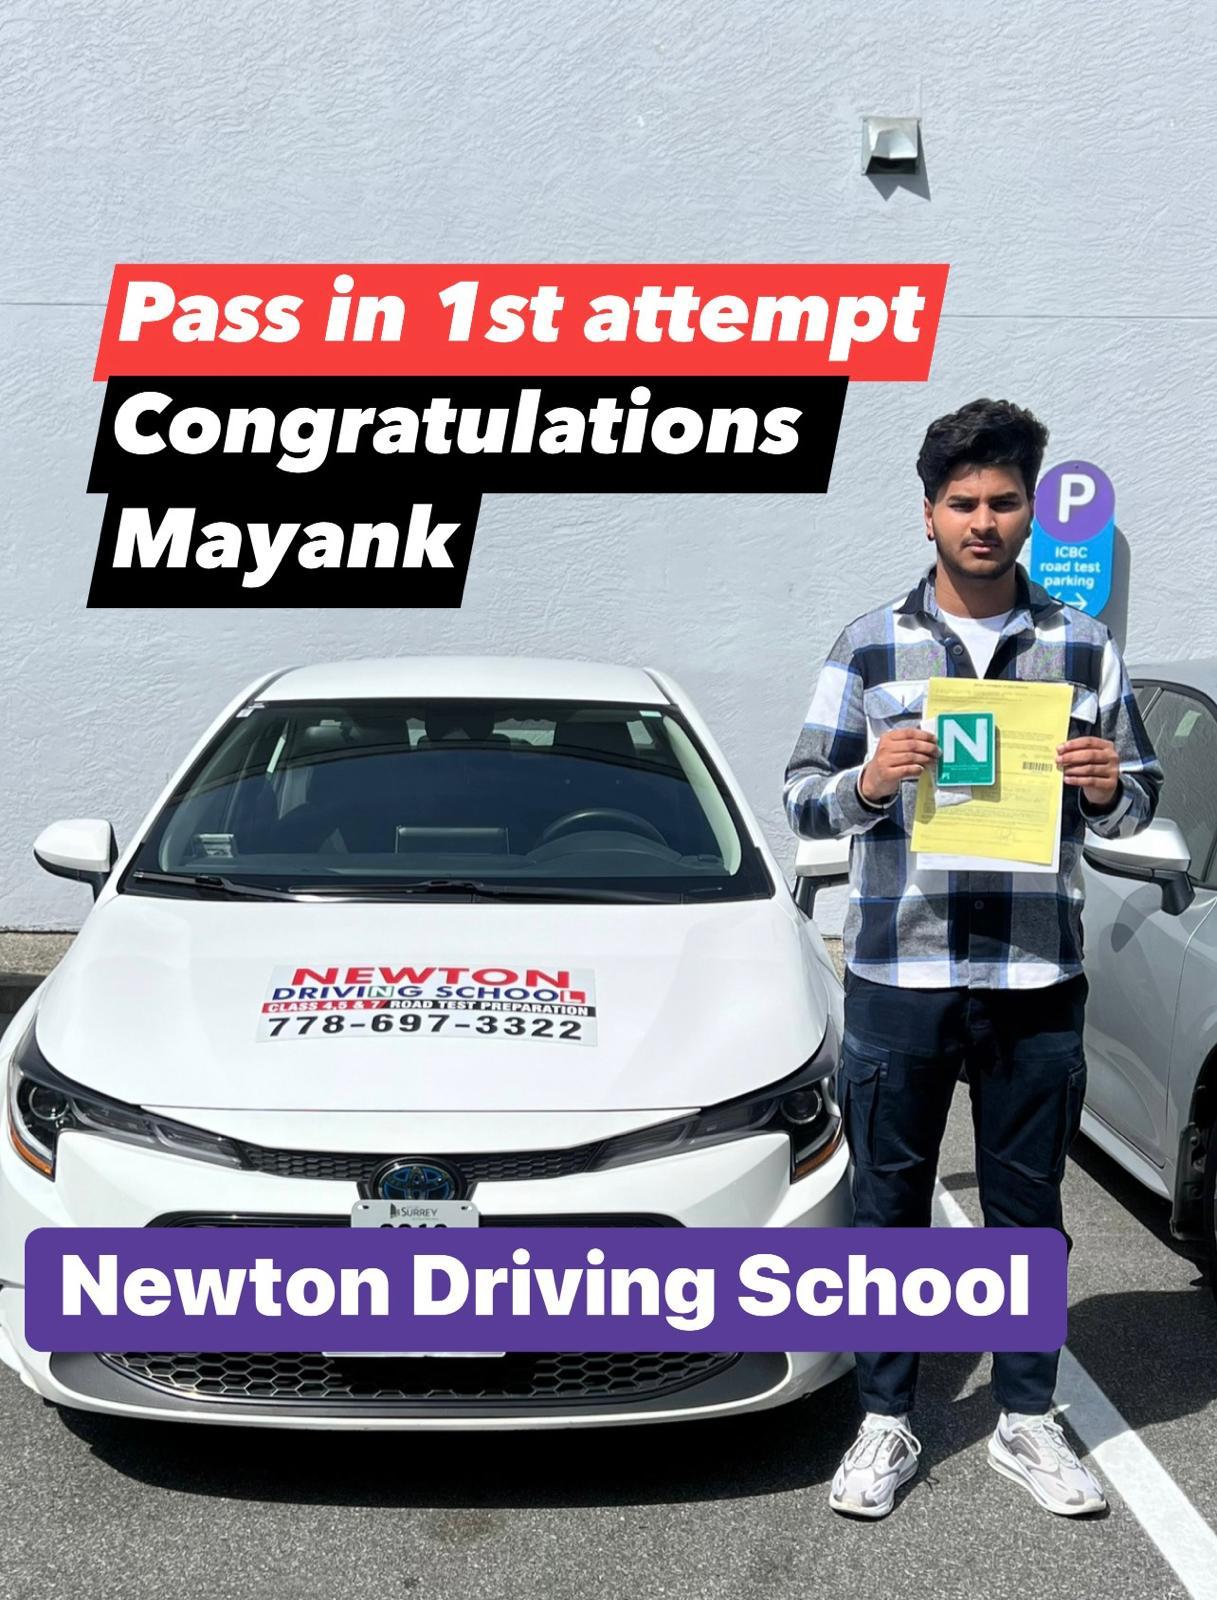 Pass in 1st attempt
Congratulations
Mayank
P
ICBC
road test
parking
N
NEWTON
DRIVING SCHOOL
CLASS 4,5 & 7 ROAD TEST PREPARATION
778-697-3322
SURREY
Newton Driving School